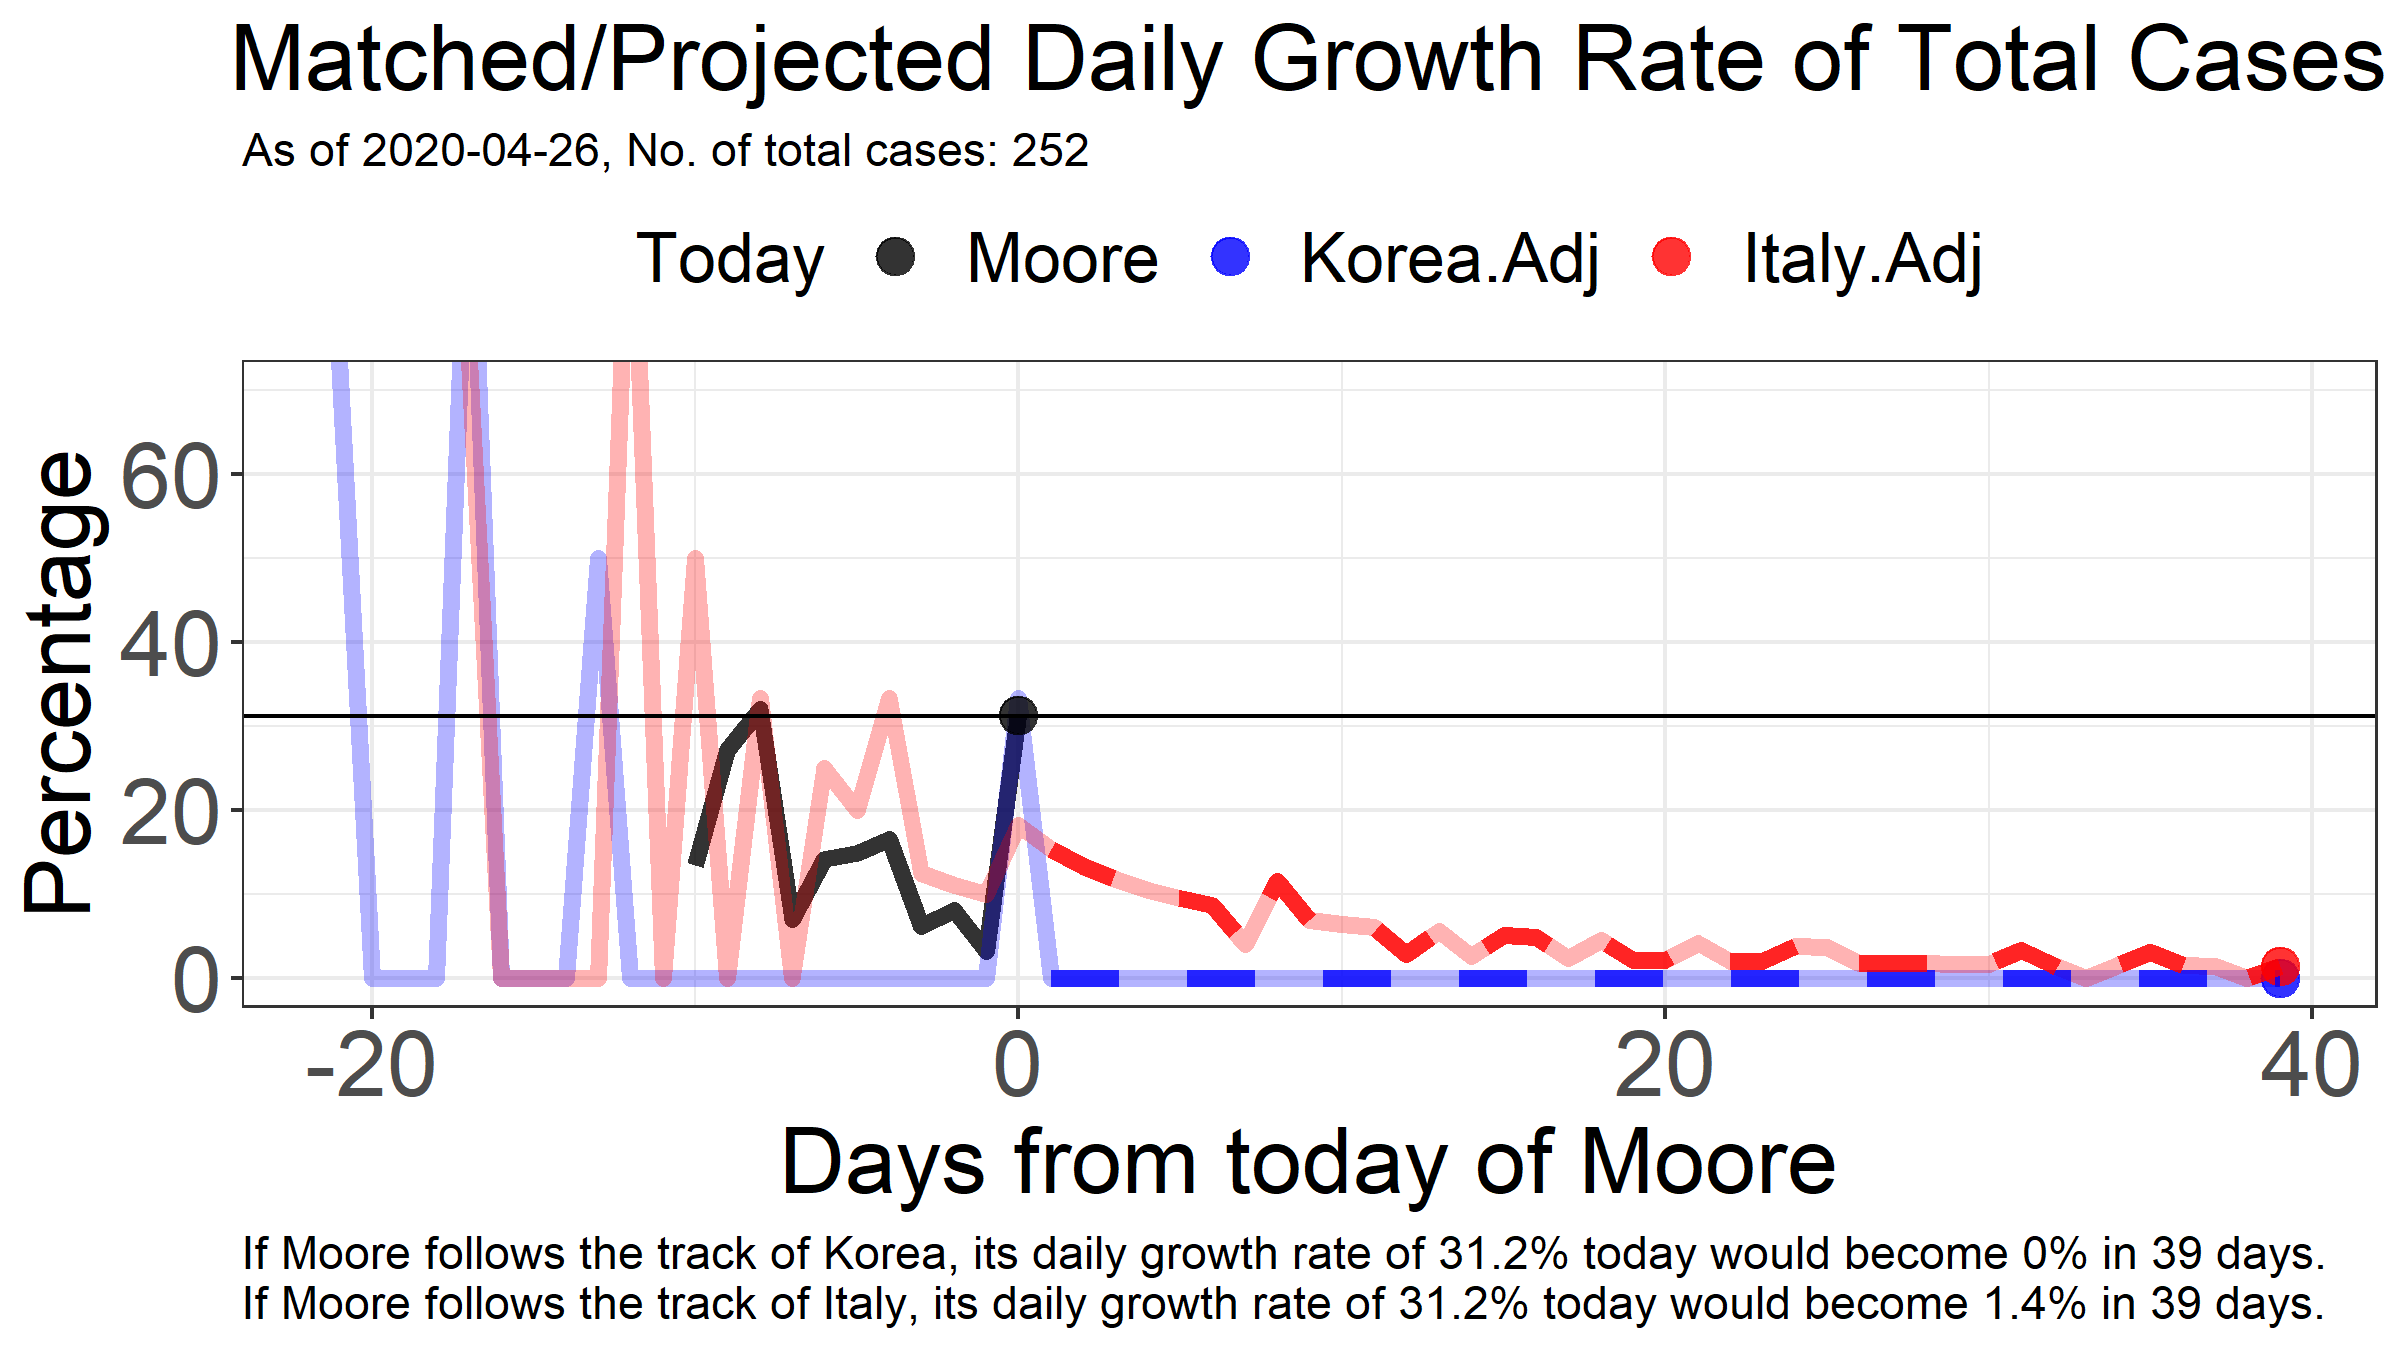 Matched/Projected Daily Growth Rate of Total Cases
As of 2020-04-26, No. of total cases: 252
Today Moore Korea.Adj Italy.Adj
Percentage
60
40
20
0
-20 0 20 40
Days from today of Moore
If Moore follows the track of Korea, its daily growth rate of 31.2% today would become 0% in 39 days.
If Moore follows the track of Italy, its daily growth rate of 31.2% today would become 1.4% in 39 days.